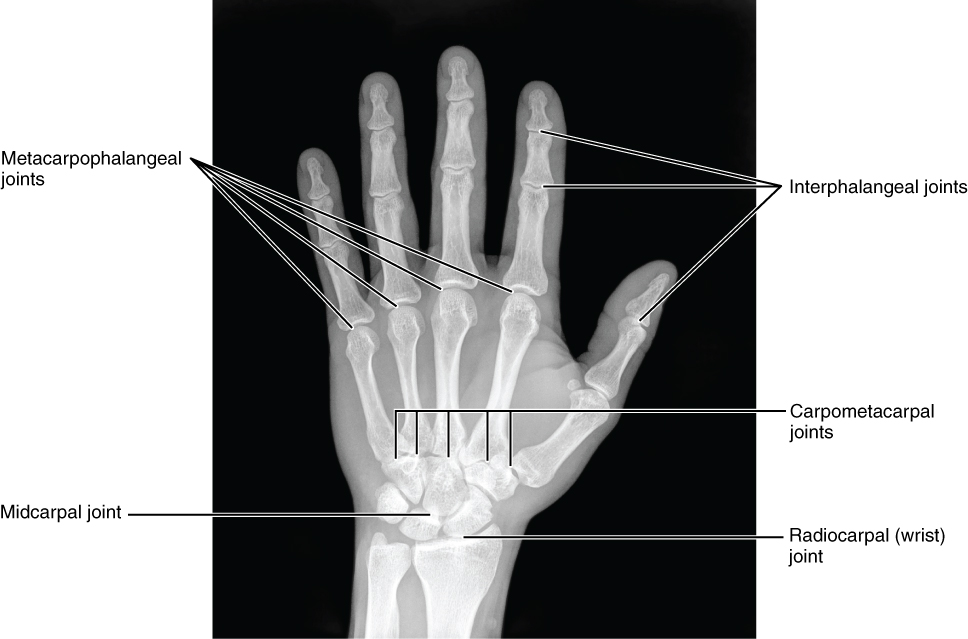 Metacarpophalangeal
joints
Interphalangeal joints
Carpometacarpal
joints
Midcarpal joint
Radiocarpal (wrist)
joint